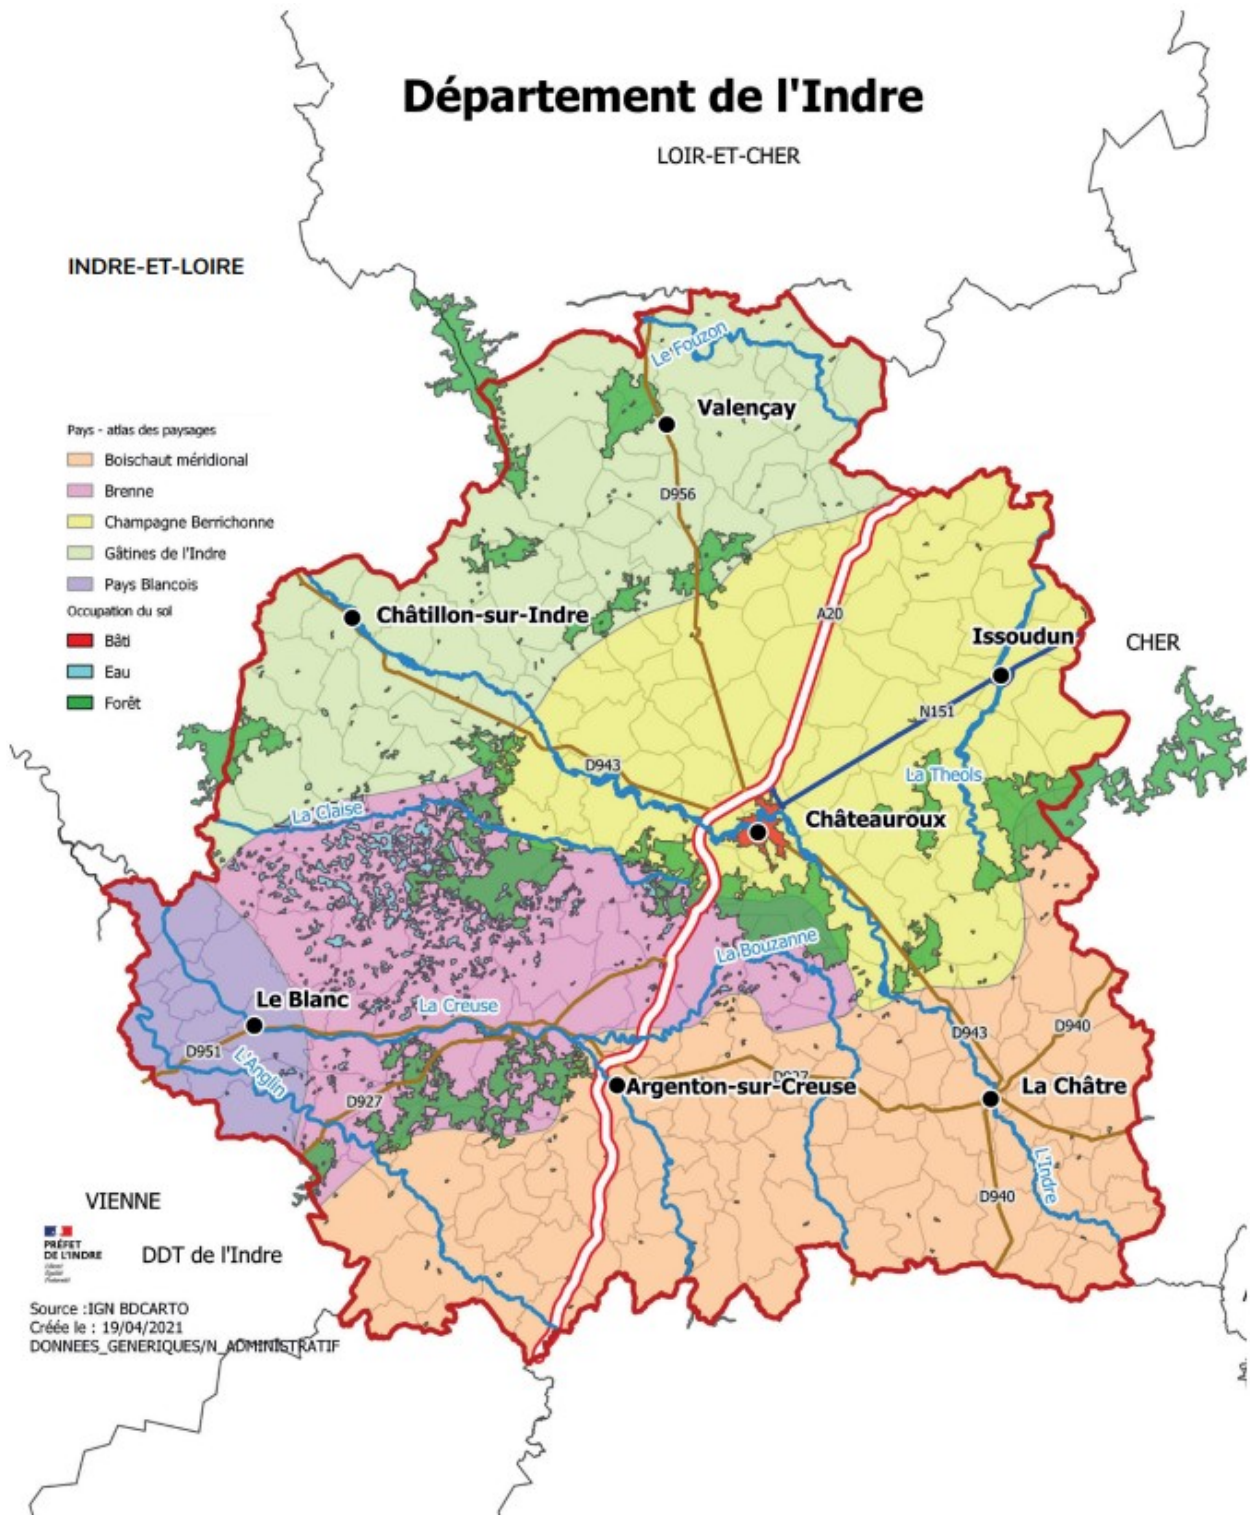 Département de l'Indre
LOIR-ET-CHER
INDRE-ET-LOIRE
Le Fouzon
Valençay
Pays - atlas des paysages
Boischaut méridional
Brenne
Champagne Berrichonne
Gâtines de l'Indre
Pays Blancois
Occupation du sol
Bâti
Eau
Forêt
D956
Châtillon-sur-Indre
A20
Issoudun
CHER
N151
D943
La Theols
La Claise
Châteauroux
La Bouzanne
Le Blanc
La Creuse
D951
L'Anglin
D943
D940
D927
Argenton-sur-Creuse
D927
La Châtre
L'Indre
D940
VIENNE
PRÉFET
DE L'INDRE
Liberté
Égalité
Fraternité
DDT de l'Indre
Source :IGN BDCARTO
Créée le : 19/04/2021
DONNEES_GENERIQUES/N_ADMINISTRATIF